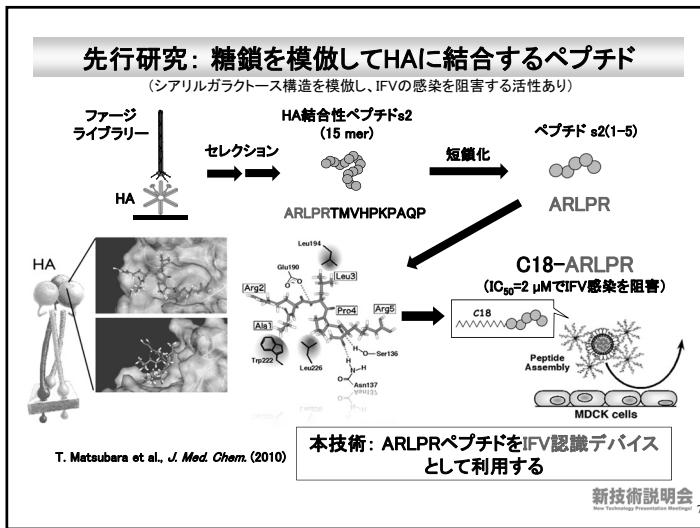 先行研究: 糖鎖を模倣してHAに結合するペプチド
(シアリルガラクトース構造を模倣し、IFVの感染を阻害する活性あり)
ファージ
ライブラリー
HA
セレクション
HA結合性ペプチドs2
(15 mer)
ARLPRTMVHPKPAQP
短鎖化
ペプチド s2(1-5)
ARLPR
HA
Leu194
Glu190
Leu3
Arg2
Pro4
Arg5
Ala1
Trp222
Leu226
Ser136
Asn137
C18-ARLPR
(IC50=2 μMでIFV感染を阻害)
C18
Peptide
Assembly
MDCK cells
T. Matsubara et al., J. Med. Chem. (2010)
本技術: ARLPRペプチドをIFV認識デバイス
として利用する
新技術説明会
New Technology Presentation Meetings!